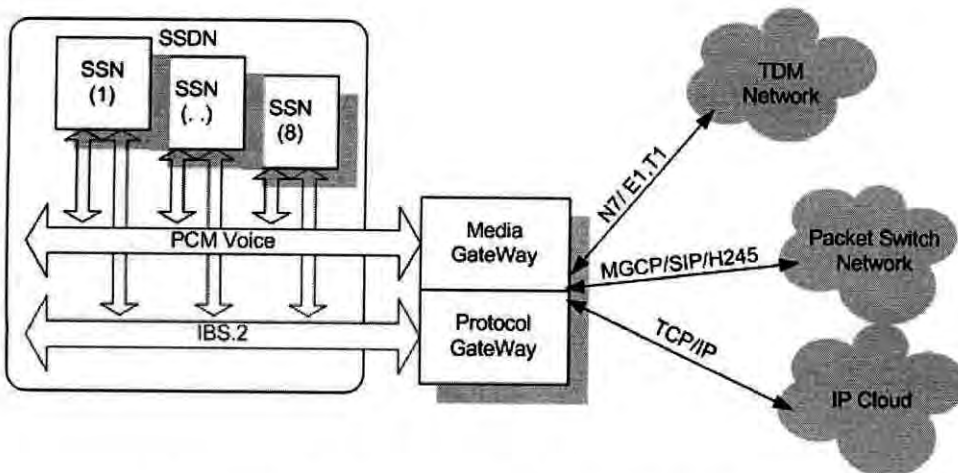 SSDN
SSN
(1)
SSN
(. .)
SSN
(8)
PCM Voice
IBS.2
Media
GateWay
Protocol
GateWay
N7/ E1,T1
MGCP/SIP/H245
TCP/IP
TDM
Network
Packet Switch
Network
IP Cloud